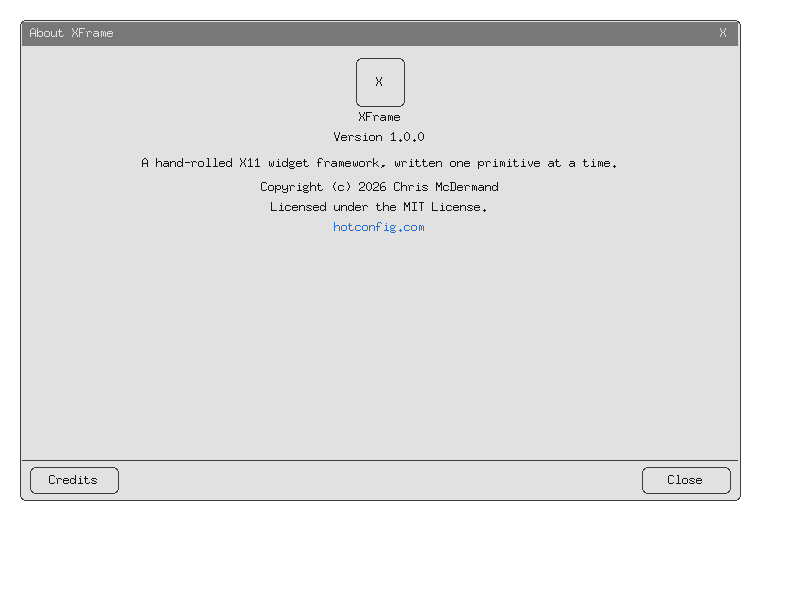 About XFrame X
X
XFrame
Version 1.0.0
A hand-rolled X11 widget framework, written one primitive at a time.
Copyright (c) 2026 Chris McDermand
Licensed under the MIT License.
hotconfig.com
Credits Close